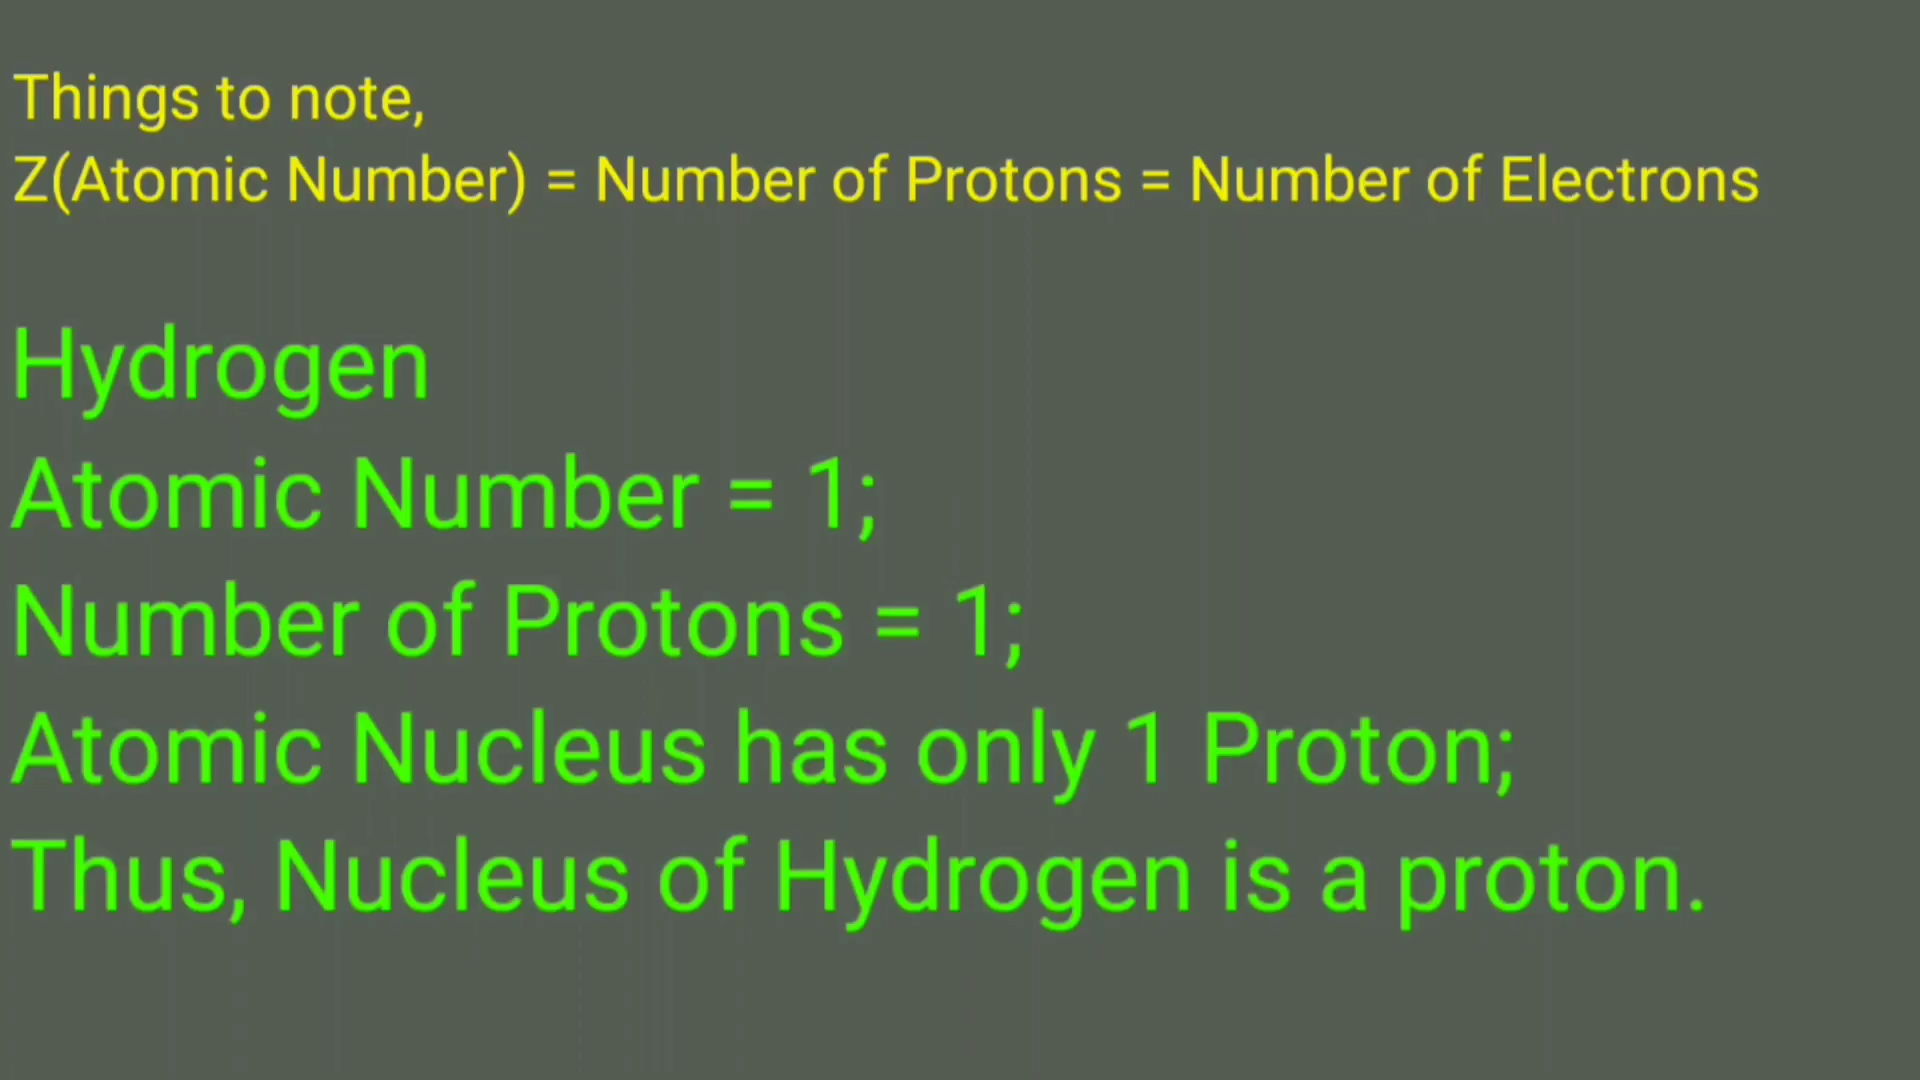 Things to note,
Z(Atomic Number) = Number of Protons = Number of Electrons
Hydrogen
Atomic Number = 1;
Number of Protons = 1;
Atomic Nucleus has only 1 Proton;
Thus, Nucleus of Hydrogen is a proton.